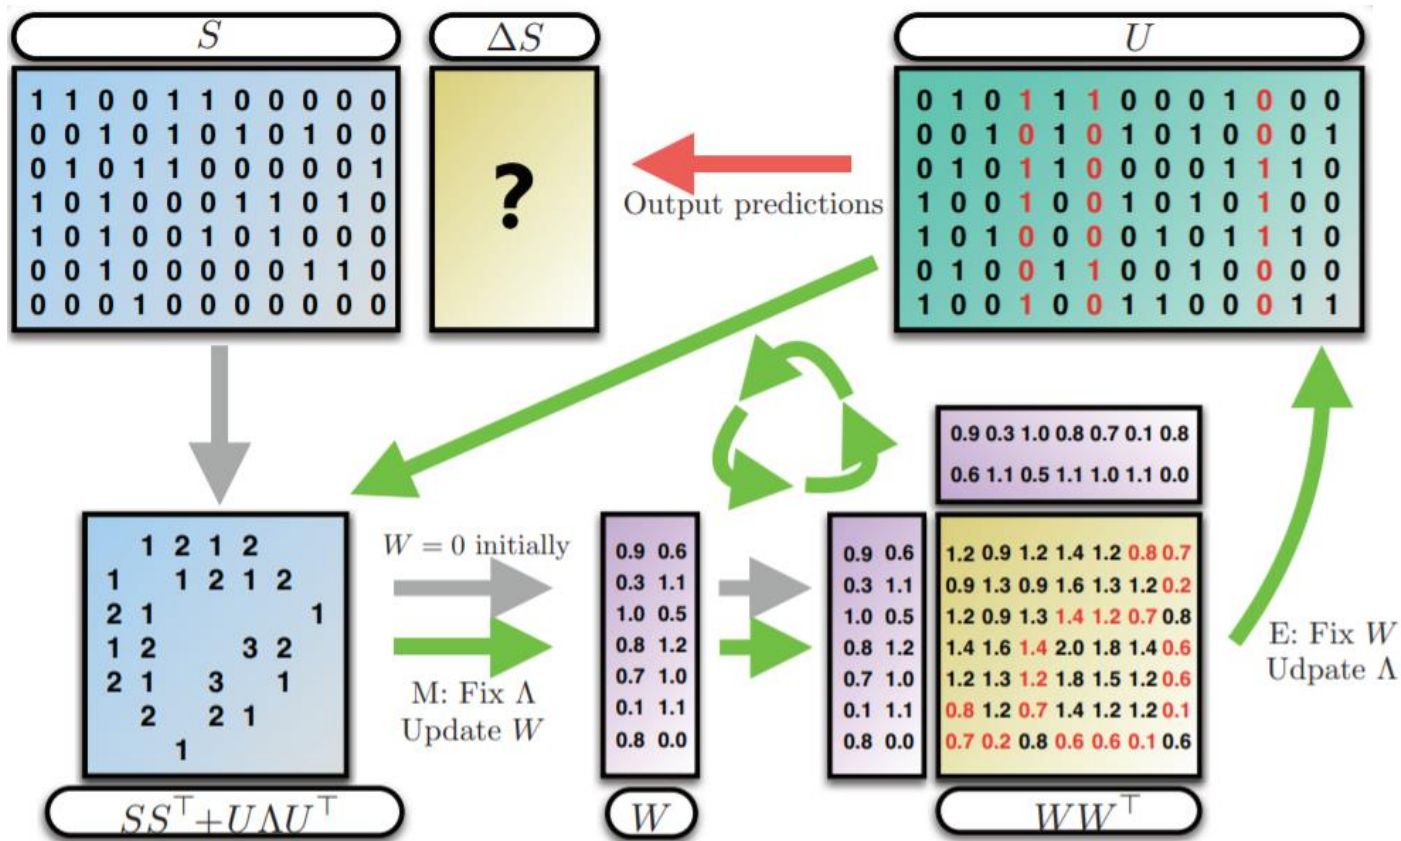 S
ΔS
U
1 1 0 0 1 1 0 0 0 0 0
0 0 1 0 1 0 1 0 1 0 0
0 1 0 1 1 0 0 0 0 0 1
1 0 1 0 0 0 1 1 0 1 0
1 0 1 0 0 1 0 1 0 0 0
0 0 1 0 0 0 0 0 1 1 0
0 0 0 1 0 0 0 0 0 0 0
?
Output predictions
0 1 0 1 1 1 0 0 0 1 0 0 0
0 0 1 0 1 0 1 0 1 0 0 0 1
0 1 0 1 1 0 0 0 0 1 1 1 0
1 0 0 1 0 0 1 0 1 0 1 0 0
1 0 1 0 0 0 0 1 0 1 1 1 0
0 1 0 0 1 1 0 0 1 0 0 0 0
1 0 0 1 0 0 1 1 0 0 0 1 1
1 2 1 2
1 1 2 1 2
2 1 1
1 2 3 2
2 1 3 1
2 2 1
1
SS⊤+UΛU⊤
W = 0 initially
M: Fix Λ
Update W
0.9 0.6
0.3 1.1
1.0 0.5
0.8 1.2
0.7 1.0
0.1 1.1
0.8 0.0
W
0.9 0.6
0.3 1.1
1.0 0.5
0.8 1.2
0.7 1.0
0.1 1.1
0.8 0.0
0.9 0.3 1.0 0.8 0.7 0.1 0.8
0.6 1.1 0.5 1.1 1.0 1.1 0.0
1.2 0.9 1.2 1.4 1.2 0.8 0.7
0.9 1.3 0.9 1.6 1.3 1.2 0.2
1.2 0.9 1.3 1.4 1.2 0.7 0.8
1.4 1.6 1.4 2.0 1.8 1.4 0.6
1.2 1.3 1.2 1.8 1.5 1.2 0.6
0.8 1.2 0.7 1.4 1.2 1.2 0.1
0.7 0.2 0.8 0.6 0.6 0.1 0.6
WW⊤
E: Fix W
Udpate Λ